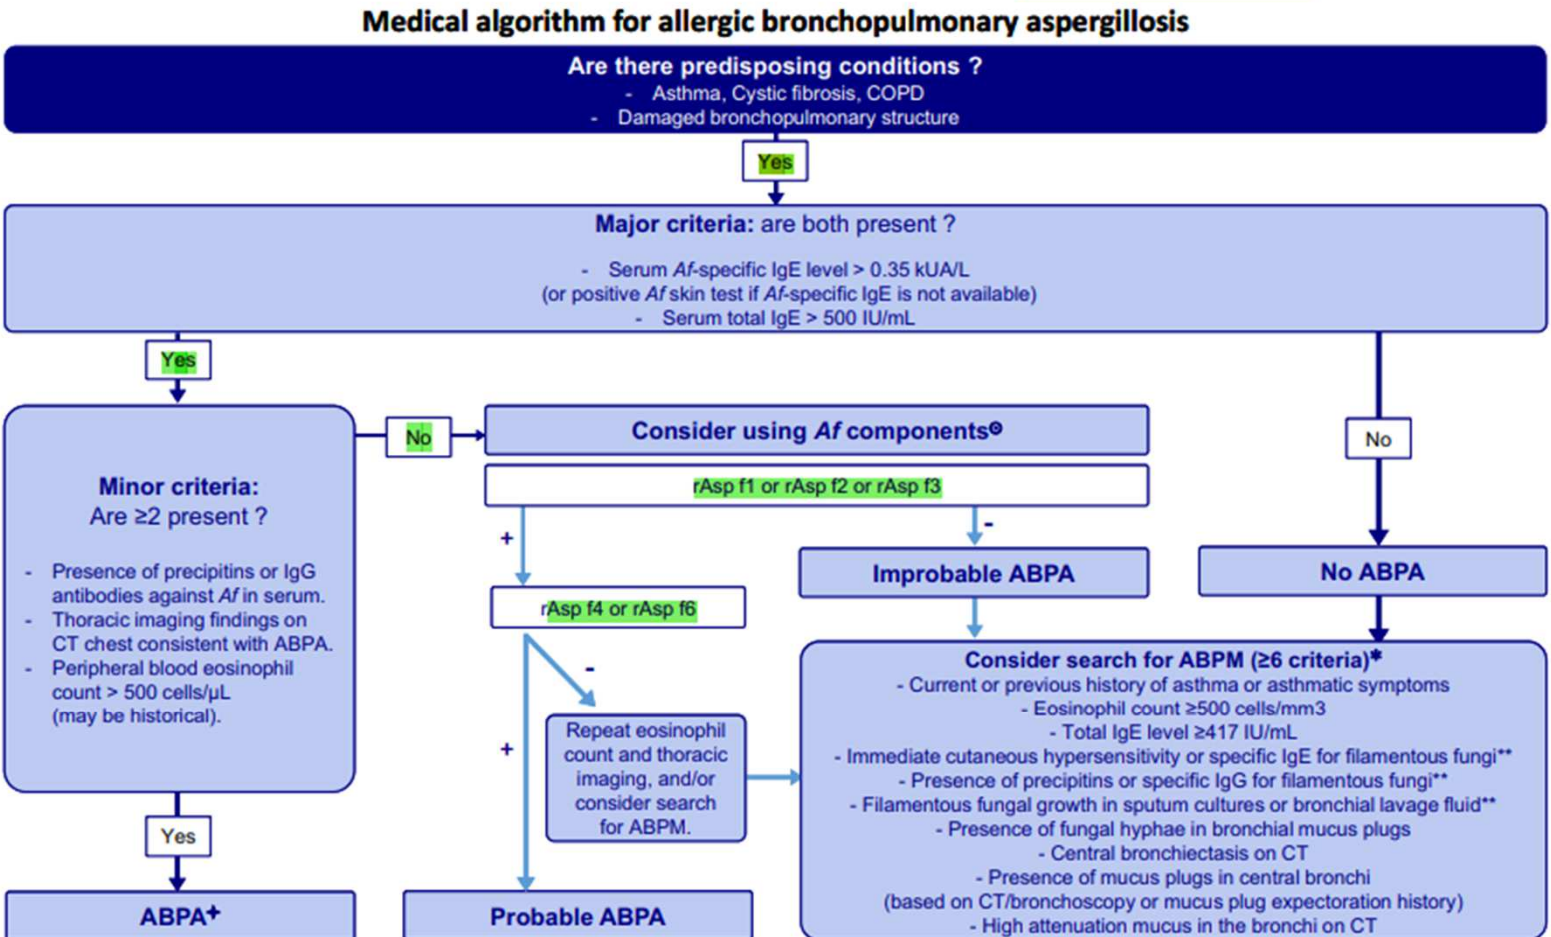 Medical algorithm for allergic bronchopulmonary aspergillosis
Are there predisposing conditions ?
- Asthma, Cystic fibrosis, COPD
- Damaged bronchopulmonary structure
Yes
Major criteria: are both present ?
- Serum Af-specific IgE level > 0.35 kUA/L
(or positive Af skin test if Af-specific IgE is not available)
- Serum total IgE > 500 IU/mL
Yes
No
Minor criteria:
Are ≥2 present ?
- Presence of precipitins or IgG
antibodies against Af in serum.
- Thoracic imaging findings on
CT chest consistent with ABPA.
- Peripheral blood eosinophil
count > 500 cells/µL
(may be historical).
No
Consider using Af components⊙
rAsp f1 or rAsp f2 or rAsp f3
+
-
Improbable ABPA
No ABPA
rAsp f4 or rAsp f6
-
+
Repeat eosinophil
count and thoracic
imaging, and/or
consider search
for ABPM.
Consider search for ABPM (≥6 criteria)*
- Current or previous history of asthma or asthmatic symptoms
- Eosinophil count ≥500 cells/mm3
- Total IgE level ≥417 IU/mL
- Immediate cutaneous hypersensitivity or specific IgE for filamentous fungi**
- Presence of precipitins or specific IgG for filamentous fungi**
- Filamentous fungal growth in sputum cultures or bronchial lavage fluid**
- Presence of fungal hyphae in bronchial mucus plugs
- Central bronchiectasis on CT
- Presence of mucus plugs in central bronchi
(based on CT/bronchoscopy or mucus plug expectoration history)
- High attenuation mucus in the bronchi on CT
Yes
ABPA+
Probable ABPA